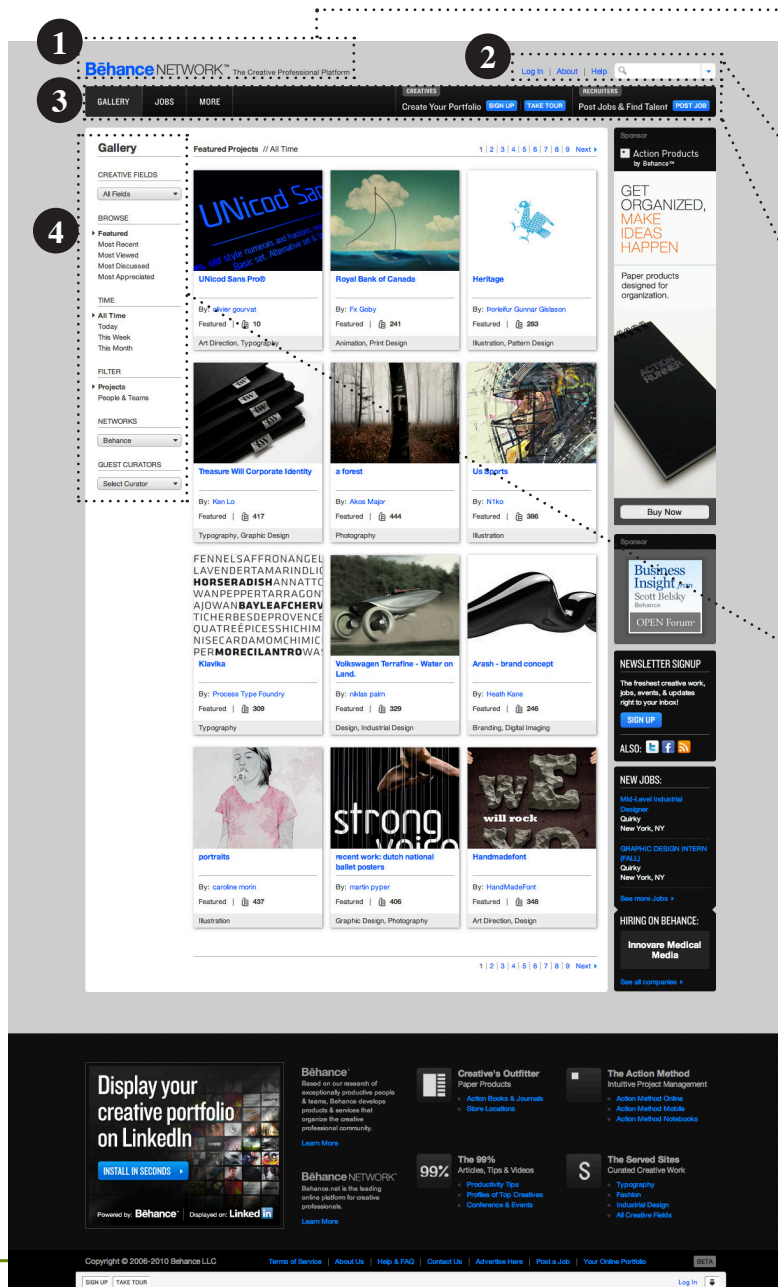 1
2
Bēhance NETWORK™ The Creative Professional Platform
Log In | About | Help
3
GALLERY JOBS MORE
CREATIVES
Create Your Portfolio SIGN UP TAKE TOUR
RECRUITERS
Post Jobs & Find Talent POST JOB
4
Gallery
CREATIVE FIELDS
All Fields
BROWSE
Featured
Most Recent
Most Viewed
Most Discussed
Most Appreciated
TIME
All Time
Today
This Week
This Month
FILTER
Projects
People & Teams
NETWORKS
Behance
GUEST CURATORS
Select Curator
Featured Projects // All Time
1 | 2 | 3 | 4 | 5 | 6 | 7 | 8 | 9 Next
UNicod San
old style numerals and fractions
Basic set. Alternative set &
UNicod Sans Pro®
By: olivier gourvat
Featured | 10
Art Direction, Typography
Royal Bank of Canada
By: Fx Goby
Featured | 241
Animation, Print Design
Heritage
By: Þorleifur Gunnar Gíslason
Featured | 283
Illustration, Pattern Design
Treasure Will Corporate Identity
By: Ken Lo
Featured | 417
Typography, Graphic Design
a forest
By: Akos Major
Featured | 444
Photography
Us Sports
By: N1ko
Featured | 386
Illustration
FENNELSAFFRONANGEL
LAVENDERTAMARINDLIC
HORSERADISHANNATTO
WANPEPPERTARRAGON
AJOWANBAYLEAFCHERV
TICHERBESDEPROVENCE
QUATREÉPICESSHICHIM
NISECARDAMOMCHIMIC
PERMORECILANTROWAS
Klavika
By: Process Type Foundry
Featured | 309
Typography
Volkswagen Terrafine - Water on
Land.
By: niklas palm
Featured | 329
Design, Industrial Design
Arash - brand concept
By: Heath Kane
Featured | 246
Branding, Digital Imaging
portraits
By: caroline morin
Featured | 437
Illustration
strong
voice
recent work: dutch national
ballet posters
By: martin pyper
Featured | 406
Graphic Design, Photography
WE
will rock
YO
Handmadefont
By: HandMadeFont
Featured | 348
Art Direction, Design
1 | 2 | 3 | 4 | 5 | 6 | 7 | 8 | 9 Next
Sponsor
Action Products
by Behance™
GET
ORGANIZED,
MAKE
IDEAS
HAPPEN
Paper products
designed for
organization.
ACTION
RUNNER
Buy Now
Sponsor
Business
Insight from
Scott Belsky
Behance
OPEN Forum
NEWSLETTER SIGNUP
The freshest creative work,
jobs, events, & updates
right to your inbox!
SIGN UP
ALSO:
NEW JOBS:
Mid-Level Industrial
Designer
Quirky
New York, NY
GRAPHIC DESIGN INTERN
(FALL)
Quirky
New York, NY
See more Jobs
HIRING ON BEHANCE:
Innovare Medical
Media
See all companies
Display your
creative portfolio
on LinkedIn
INSTALL IN SECONDS
Powered by: Bēhance Displayed on: Linked in
Bēhance
Based on our research of
exceptionally productive people
& teams, Behance develops
products & services that
organize the creative
professional community.
Learn More
Bēhance NETWORK
Behance.net is the leading
online platform for creative
professionals.
Learn More
Creative's Outfitter
Paper Products
Action Books & Journals
Store Locations
99%
The 99%
Articles, Tips & Videos
Productivity Tips
Profiles of Top Creatives
Conference & Events
The Action Method
Intuitive Project Management
Action Method Online
Action Method Mobile
Action Method Notebooks
S
The Served Sites
Curated Creative Work
Typography
Fashion
Industrial Design
All Creative Fields
Copyright © 2006-2010 Behance LLC
Terms of Service | About Us | Help & FAQ | Contact Us | Advertise Here | Post a Job | Your Online Portfolio
BETA
SIGN UP TAKE TOUR
Log In